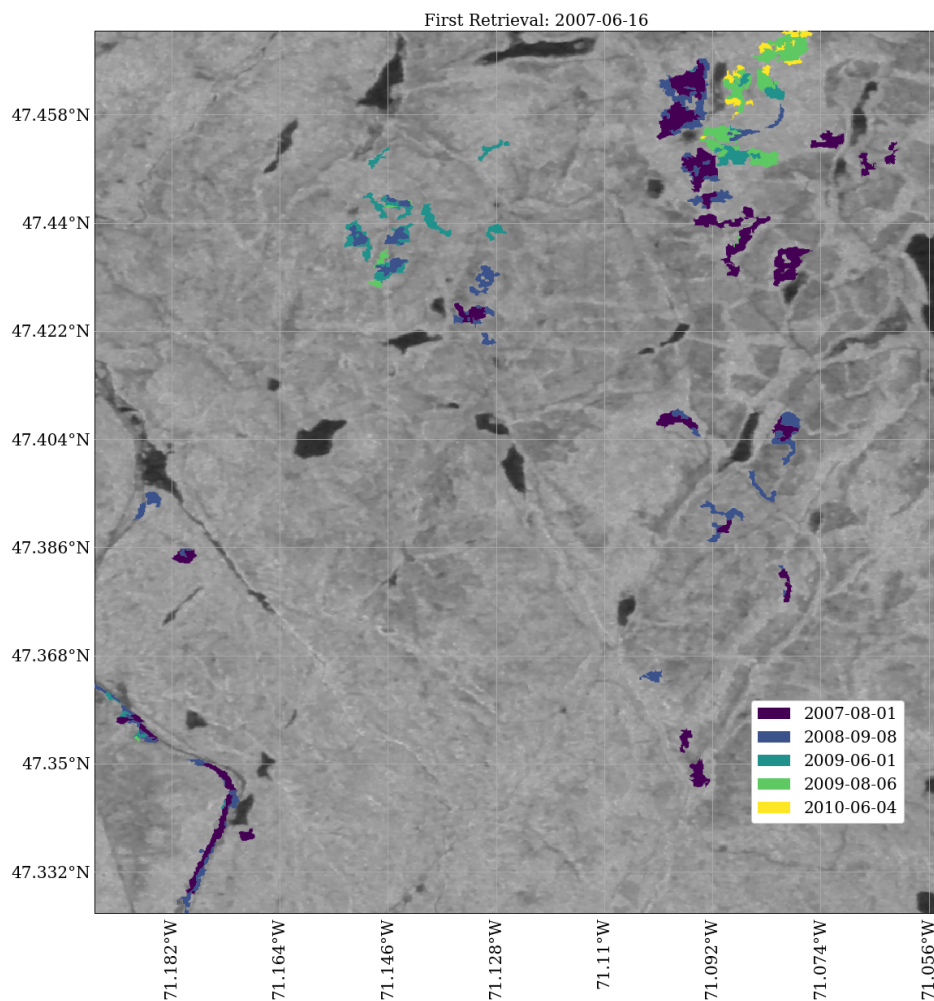 First Retrieval: 2007-06-16
47.458°N
47.44°N
47.422°N
47.404°N
47.386°N
47.368°N
47.35°N
47.332°N
2007-08-01
2008-09-08
2009-06-01
2009-08-06
2010-06-04
71.182°W
71.164°W
71.146°W
71.128°W
71.11°W
71.092°W
71.074°W
71.056°W